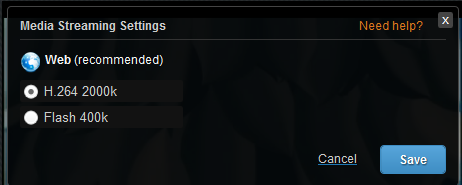 Media Streaming Settings
Need help?
x
Web (recommended)
H.264 2000k
Flash 400k
Cancel
Save